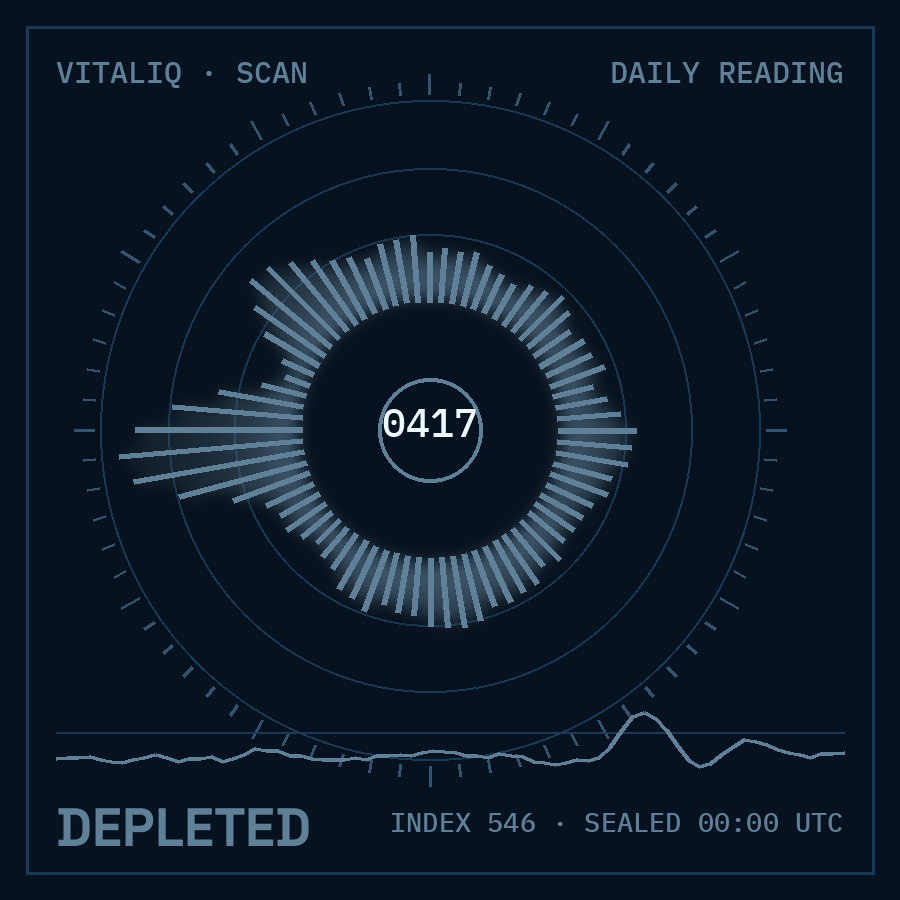 VITALIQ · SCAN
DAILY READING
0417
DEPLETED
INDEX 546 · SEALED 00:00 UTC